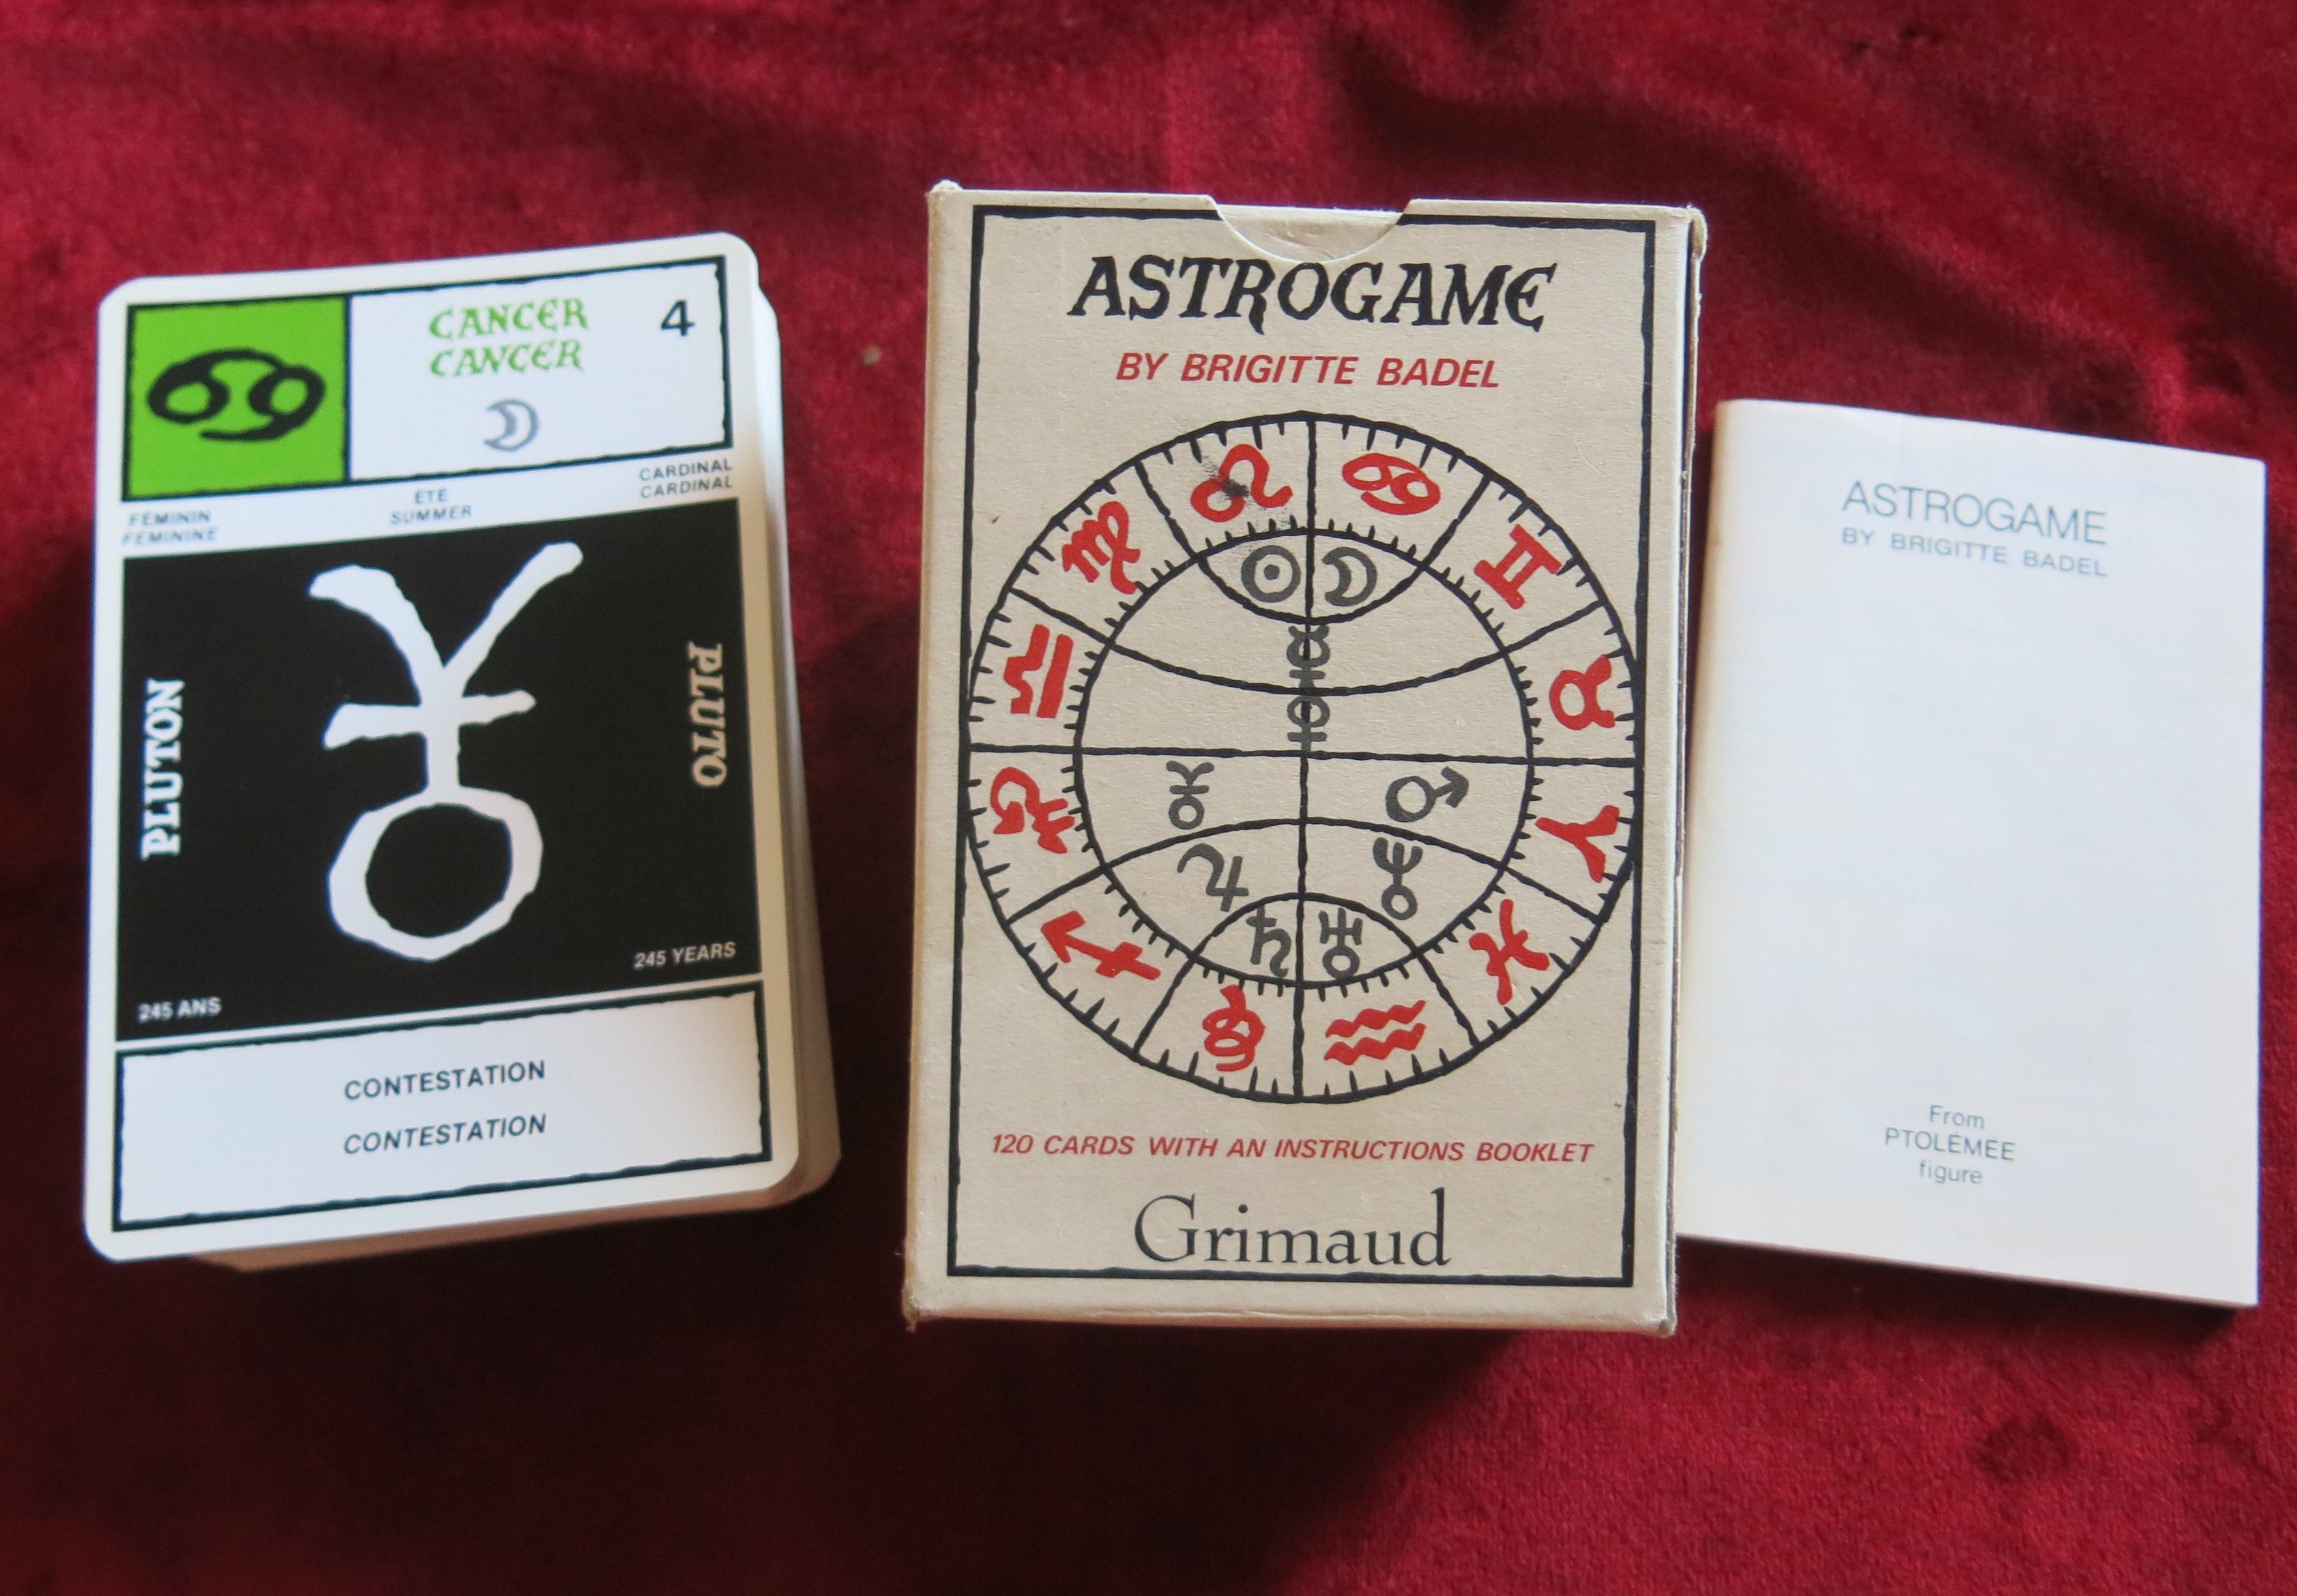 CANCER
CANCER
4
FÉMININ
FEMININE
ÉTÉ
SUMMER
CARDINAL
CARDINAL
PLUTON
PLUTO
245 ANS
245 YEARS
CONTESTATION
CONTESTATION
ASTROGAME
BY BRIGITTE BADEL
120 CARDS WITH AN INSTRUCTIONS BOOKLET
Grimaud
ASTROGAME
BY BRIGITTE BADEL
From
PTOLÉMÉE
figure